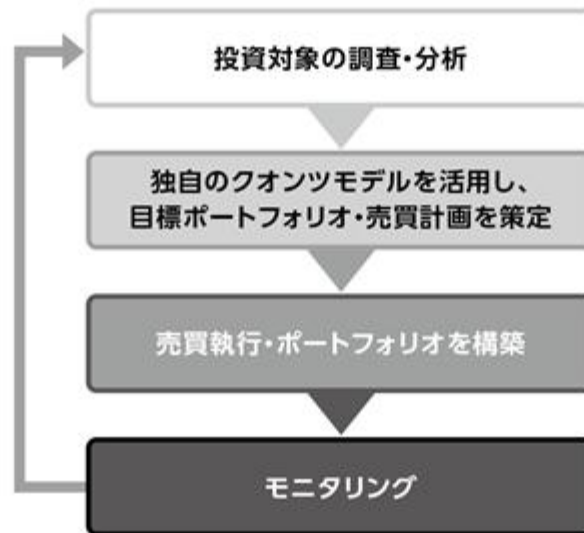 投資対象の調査・分析
独自のクオンツモデルを活用し、
目標ポートフォリオ・売買計画を策定
売買執行・ポートフォリオを構築
モニタリング